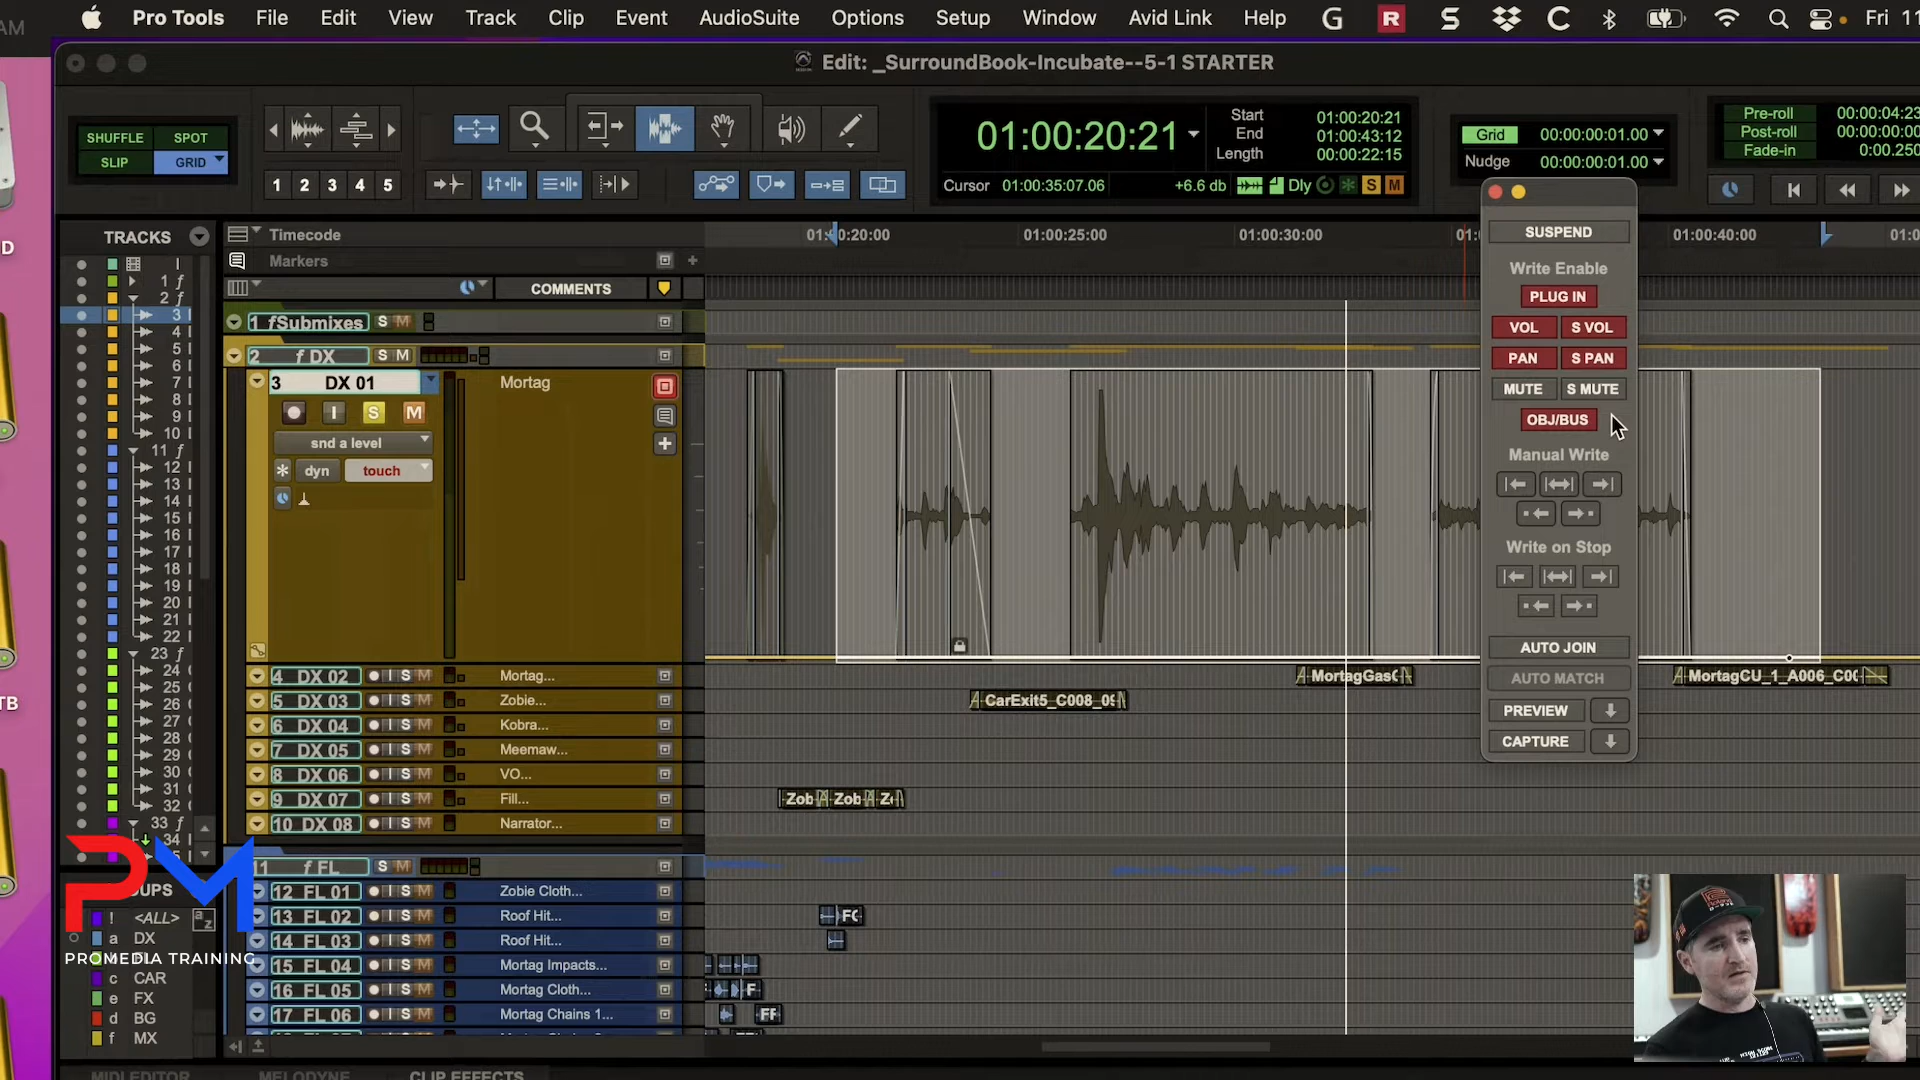 AM
Pro Tools File Edit View Track Clip Event AudioSuite Options Setup Window Avid Link Help Fri 11
Edit: _SurroundBook-Incubate--5-1 STARTER
SHUFFLE SPOT
SLIP GRID
1 2 3 4 5
01:00:20:21
Start 01:00:20:21
End 01:00:43:12
Length 00:00:22:15
Cursor 01:00:35:07.06 +6.6 db Dly S M
Grid 00:00:00:01.00
Nudge 00:00:00:01.00
Pre-roll 00:00:04:23
Post-roll 00:00:00:00
Fade-in 0:00.250
TRACKS
Timecode
01:00:20:00 01:00:25:00 01:00:30:00 01:00:40:00
Markers
COMMENTS
1 Submixes S M
2 DX S M
3 DX 01 Mortag
I S M
snd a level
dyn touch
4 DX 02 I S M Mortag...
5 DX 03 I S M Zobie...
6 DX 04 I S M Kobra...
7 DX 05 I S M Meemaw...
8 DX 06 I S M VO...
9 DX 07 I S M Fill...
10 DX 08 I S M Narrator...
11 FL S M
12 FL 01 I S M Zobie Cloth...
13 FL 02 I S M Roof Hit...
14 FL 03 I S M Roof Hit...
15 FL 04 I S M Mortag Impacts...
16 FL 05 I S M Mortag Cloth...
17 FL 06 I S M Mortag Chains 1...
CarExit5_C008_09
MortagGasC
MortagCU_1_A006_C00
Zob Zob
SUSPEND
Write Enable
PLUG IN
VOL S VOL
PAN S PAN
MUTE S MUTE
OBJ/BUS
Manual Write
Write on Stop
AUTO JOIN
AUTO MATCH
PREVIEW
CAPTURE
1
2
3
4
5
6
7
8
9
10
11
12
13
14
15
16
17
18
19
20
21
22
23
24
25
26
27
28
29
30
31
32
33
34
! <ALL>
a DX
c CAR
e FX
d BG
f MX
PM
PROMEDIA TRAINING
MIDI EDITOR MELODYNE CLIP EFFECTS